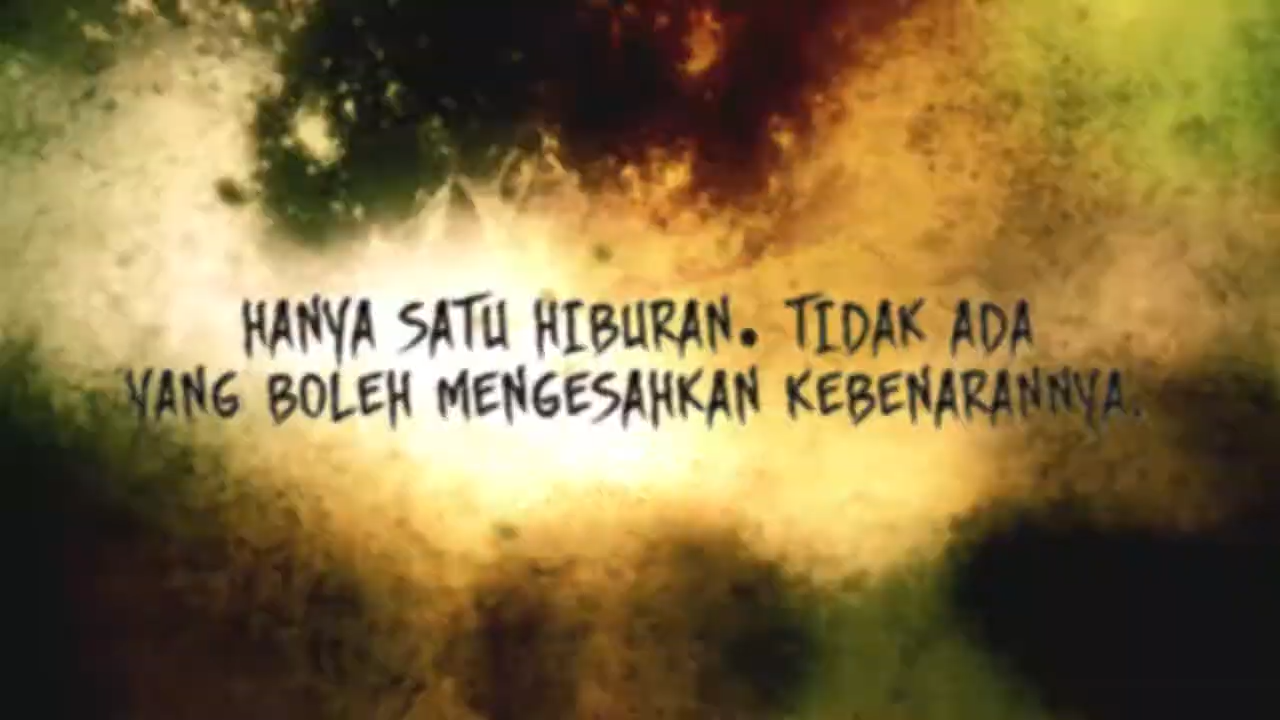 HANYA SATU HIBURAN. TIDAK ADA
YANG BOLEH MENGESAHKAN KEBENARANNYA.